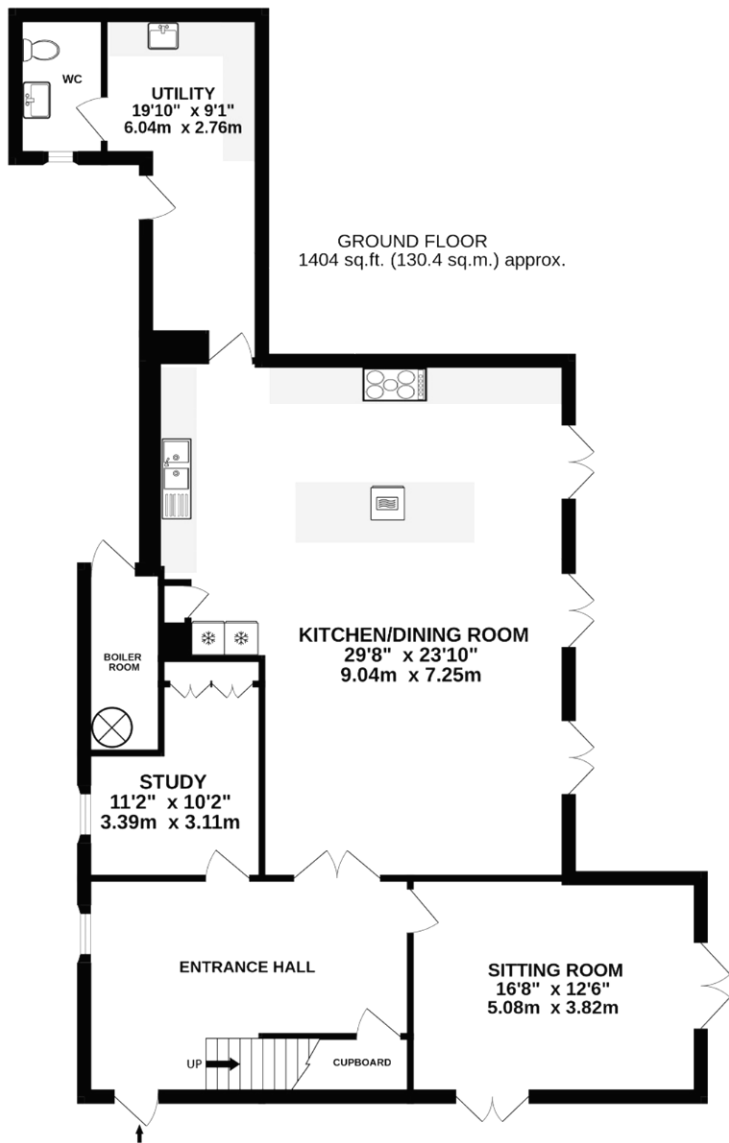 WC
UTILITY
19'10" x 9'1"
6.04m x 2.76m
GROUND FLOOR
1404 sq.ft. (130.4 sq.m.) approx.
KITCHEN/DINING ROOM
29'8" x 23'10"
9.04m x 7.25m
BOILER
ROOM
STUDY
11'2" x 10'2"
3.39m x 3.11m
ENTRANCE HALL
SITTING ROOM
16'8" x 12'6"
5.08m x 3.82m
UP
CUPBOARD